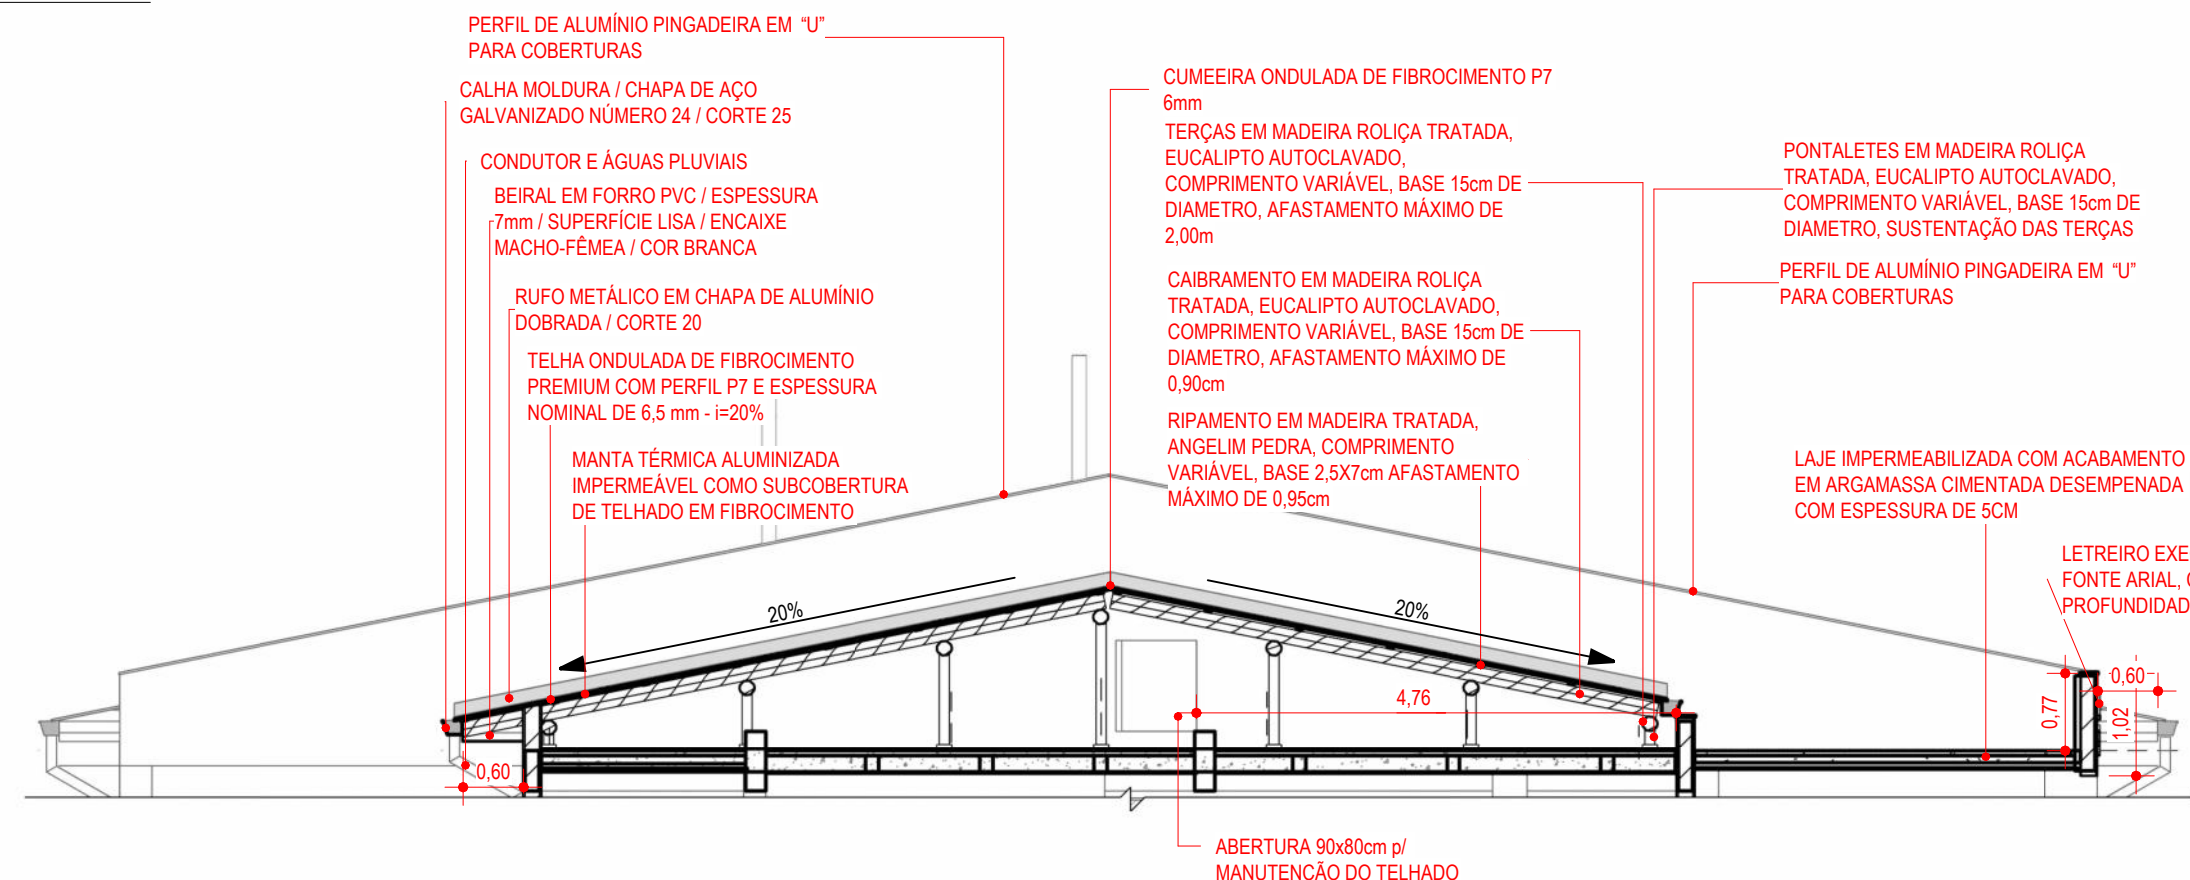 PERFIL DE ALUMÍNIO PINGADEIRA EM “U”
PARA COBERTURAS
CALHA MOLDURA / CHAPA DE AÇO
GALVANIZADO NÚMERO 24 / CORTE 25
CONDUTOR E ÁGUAS PLUVIAIS
BEIRAL EM FORRO PVC / ESPESSURA
7mm / SUPERFÍCIE LISA / ENCAIXE
MACHO-FÊMEA / COR BRANCA
RUFO METÁLICO EM CHAPA DE ALUMÍNIO
DOBRADA / CORTE 20
TELHA ONDULADA DE FIBROCIMENTO
PREMIUM COM PERFIL P7 E ESPESSURA
NOMINAL DE 6,5 mm - i=20%
MANTA TÉRMICA ALUMINIZADA
IMPERMEÁVEL COMO SUBCOBERTURA
DE TELHADO EM FIBROCIMENTO
CUMEEIRA ONDULADA DE FIBROCIMENTO P7
6mm
TERÇAS EM MADEIRA ROLIÇA TRATADA,
EUCALIPTO AUTOCLAVADO,
COMPRIMENTO VARIÁVEL, BASE 15cm DE
DIAMETRO, AFASTAMENTO MÁXIMO DE
2,00m
CAIBRAMENTO EM MADEIRA ROLIÇA
TRATADA, EUCALIPTO AUTOCLAVADO,
COMPRIMENTO VARIÁVEL, BASE 15cm DE
DIAMETRO, AFASTAMENTO MÁXIMO DE
0,90cm
RIPAMENTO EM MADEIRA TRATADA,
ANGELIM PEDRA, COMPRIMENTO
VARIÁVEL, BASE 2,5X7cm AFASTAMENTO
MÁXIMO DE 0,95cm
PONTALETES EM MADEIRA ROLIÇA
TRATADA, EUCALIPTO AUTOCLAVADO,
COMPRIMENTO VARIÁVEL, BASE 15cm DE
DIAMETRO, SUSTENTAÇÃO DAS TERÇAS
PERFIL DE ALUMÍNIO PINGADEIRA EM “U”
PARA COBERTURAS
LAJE IMPERMEABILIZADA COM ACABAMENTO
EM ARGAMASSA CIMENTADA DESEMPENADA
COM ESPESSURA DE 5CM
LETREIRO EXE
FONTE ARIAL,
PROFUNDIDAD
20%
20%
4,76
0,60
0,77
1,02
0,60
ABERTURA 90x80cm p/
MANUTENÇÃO DO TELHADO